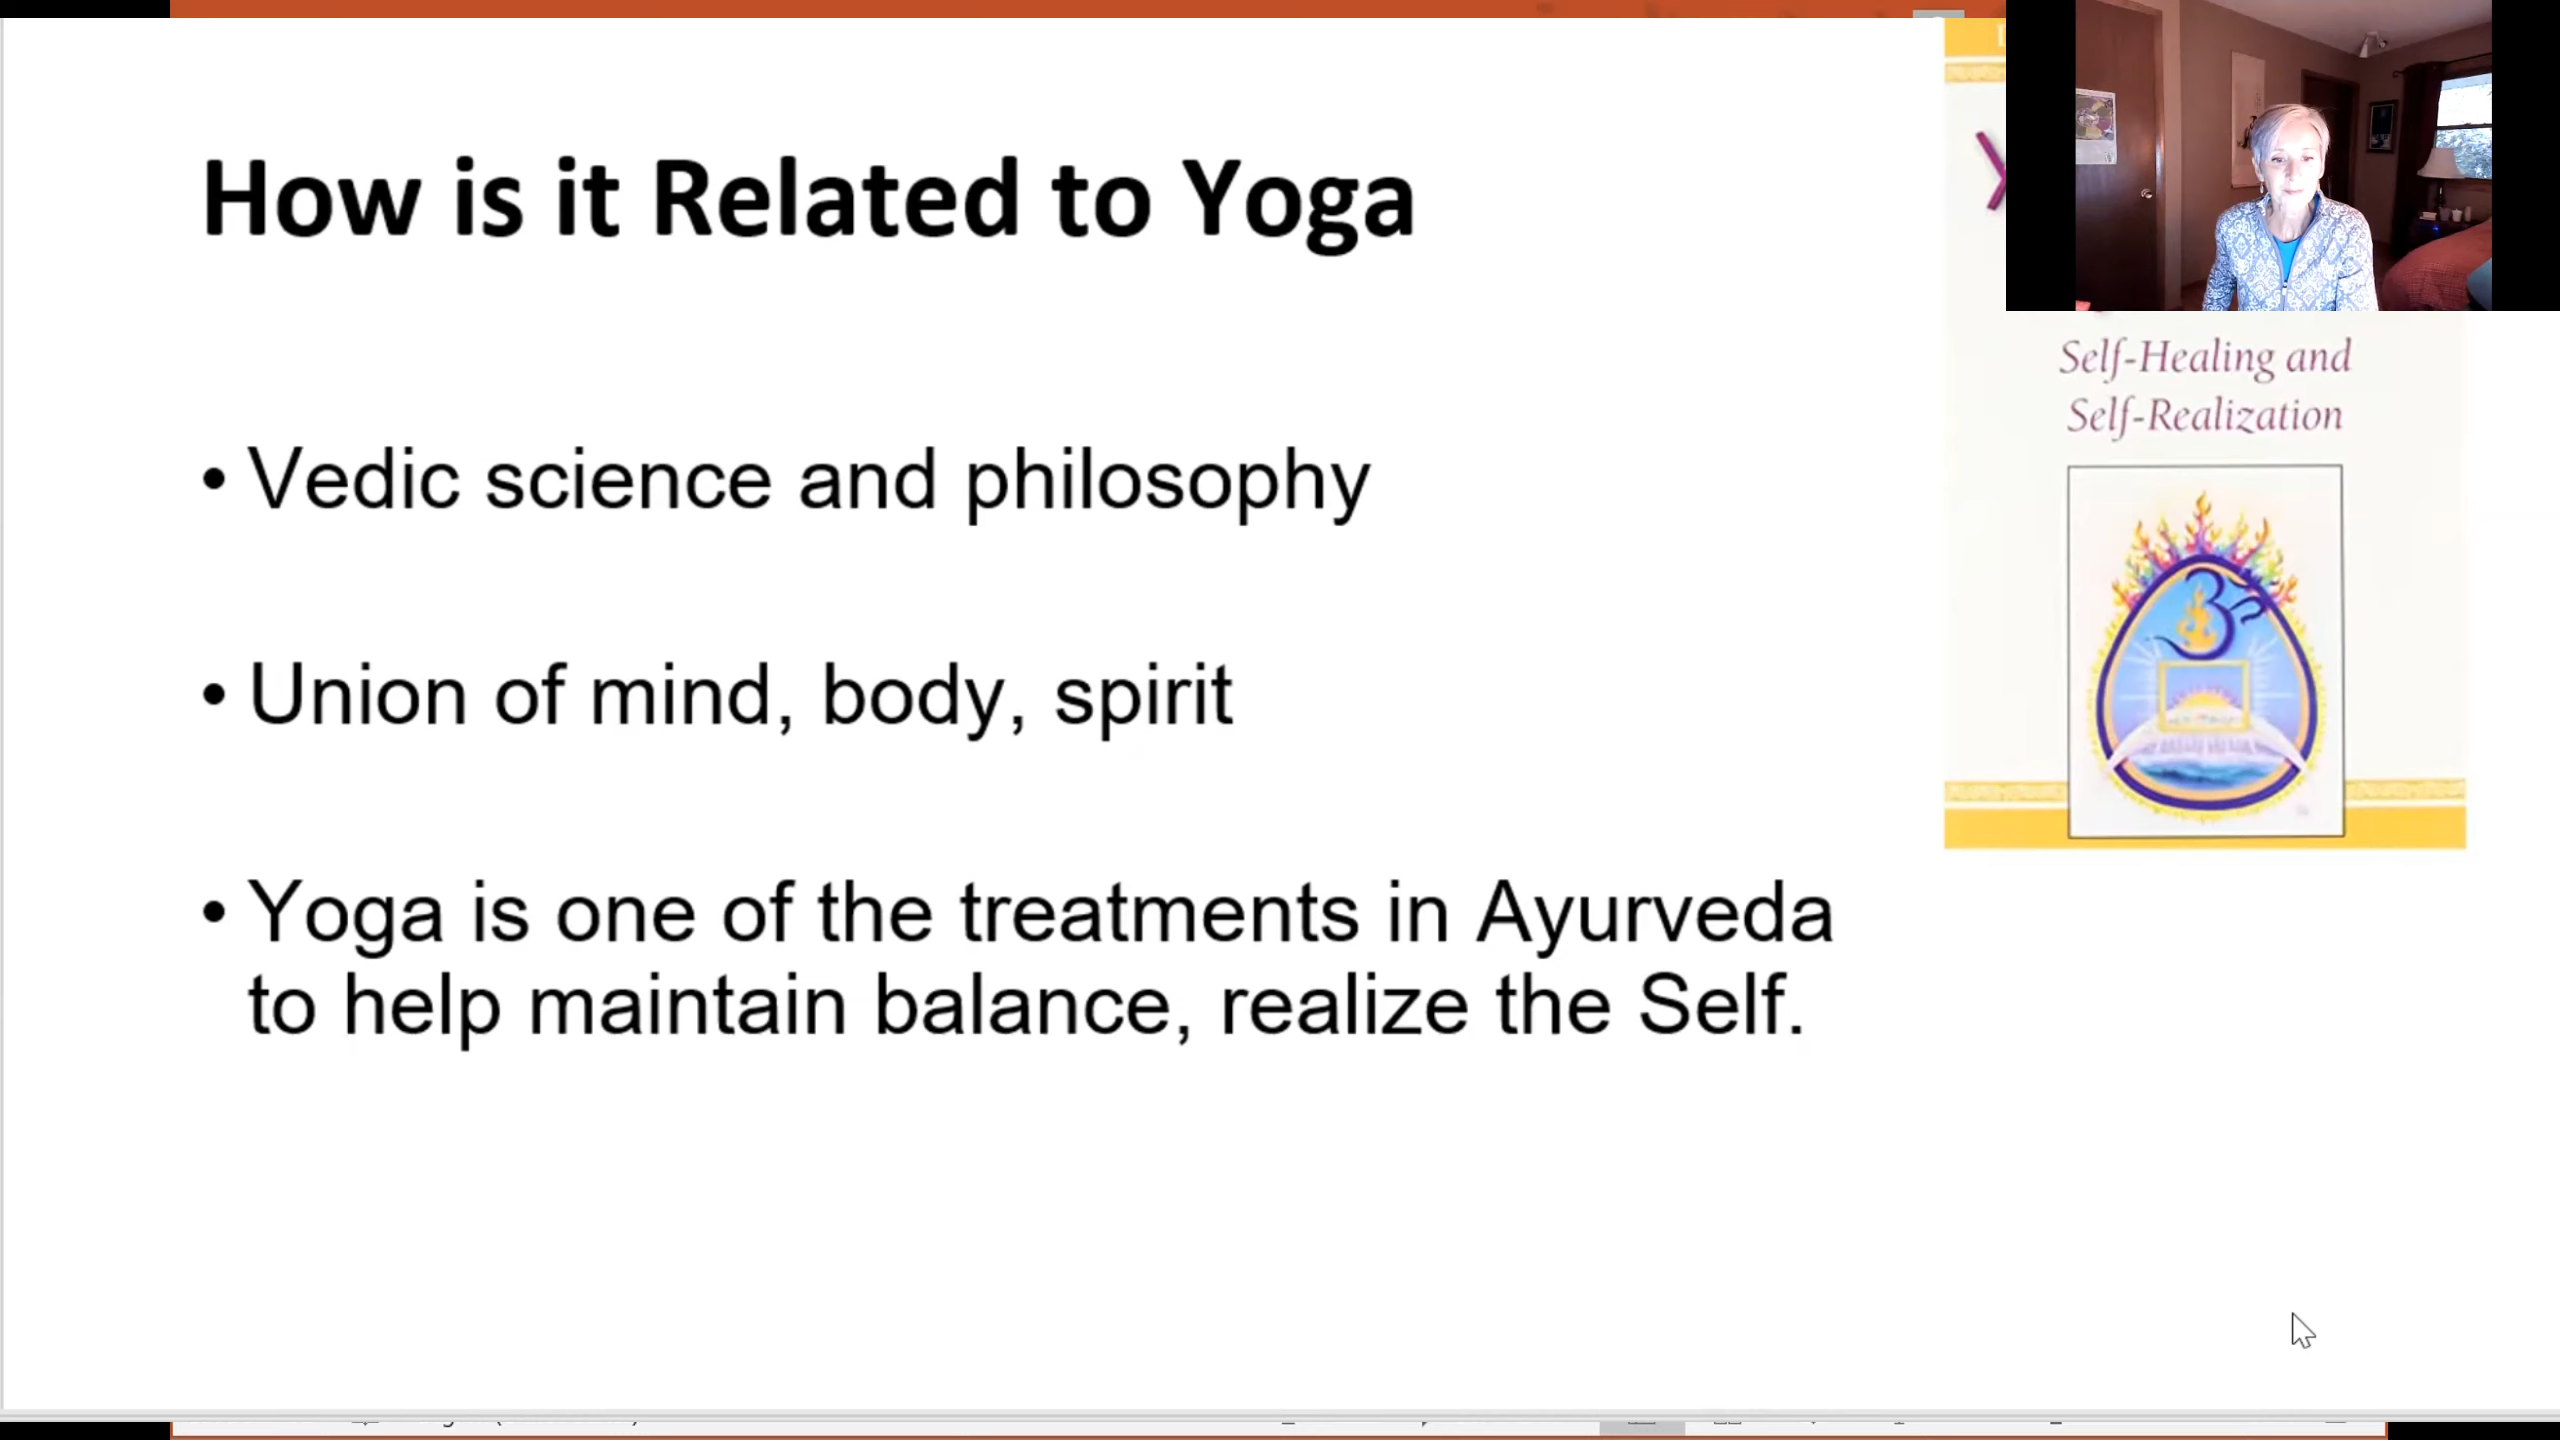 How is it Related to Yoga
• Vedic science and philosophy
• Union of mind, body, spirit
• Yoga is one of the treatments in Ayurveda
to help maintain balance, realize the Self.
Self-Healing and
Self-Realization
ॐ